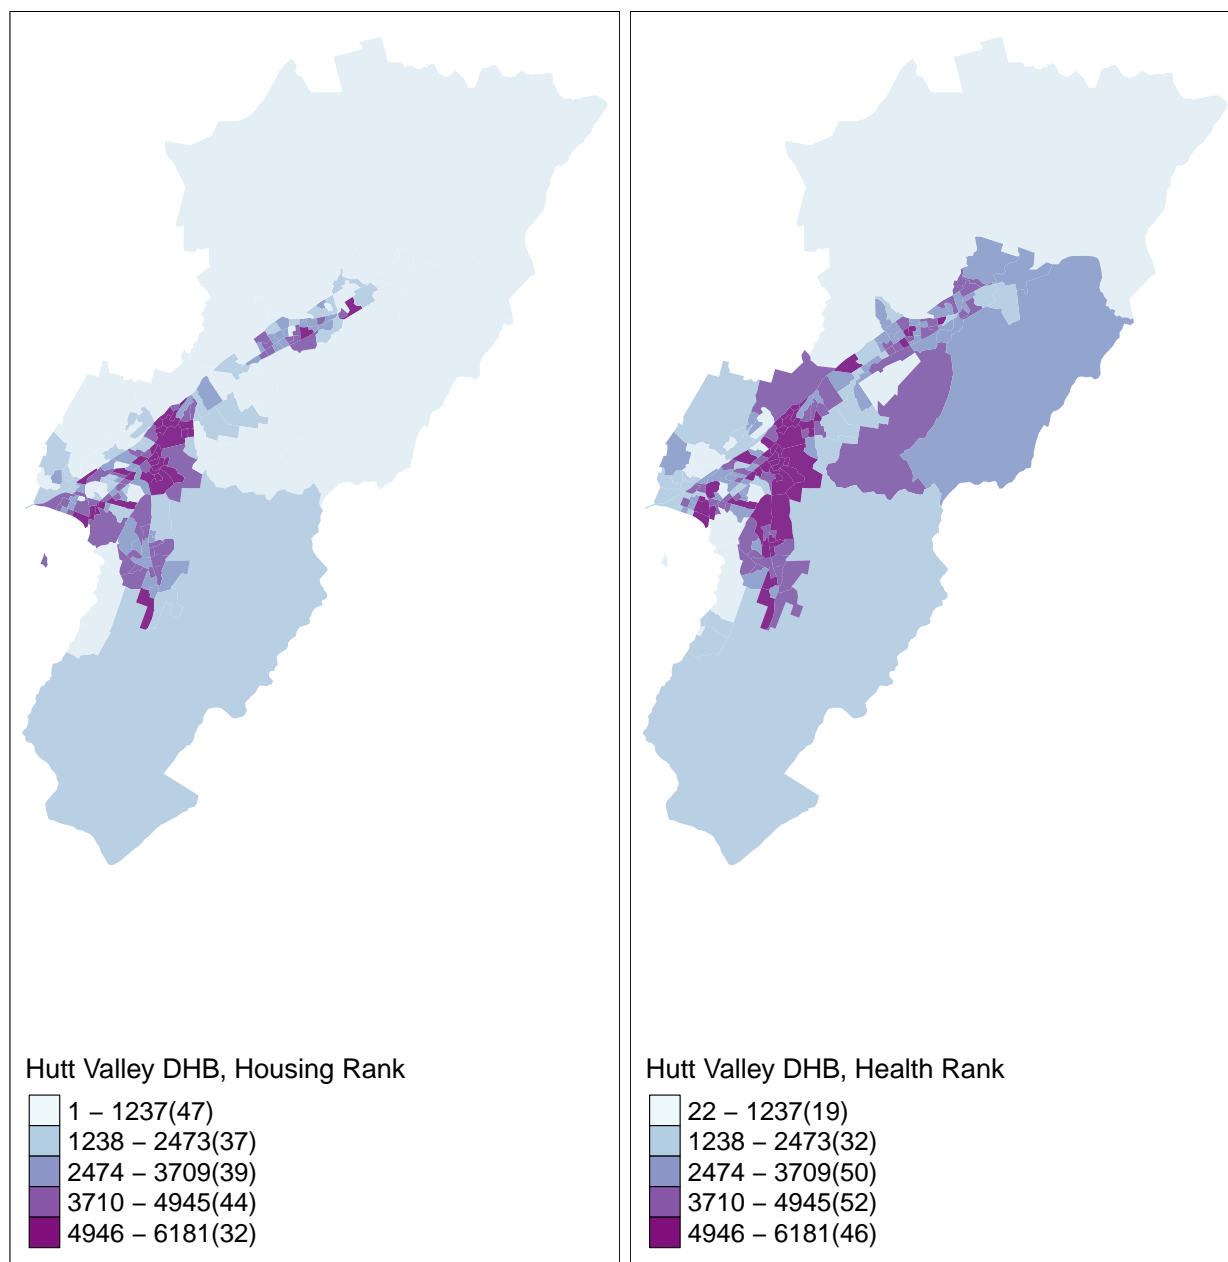 Hutt Valley DHB, Housing Rank
1 – 1237(47)
1238 – 2473(37)
2474 – 3709(39)
3710 – 4945(44)
4946 – 6181(32)
Hutt Valley DHB, Health Rank
22 – 1237(19)
1238 – 2473(32)
2474 – 3709(50)
3710 – 4945(52)
4946 – 6181(46)